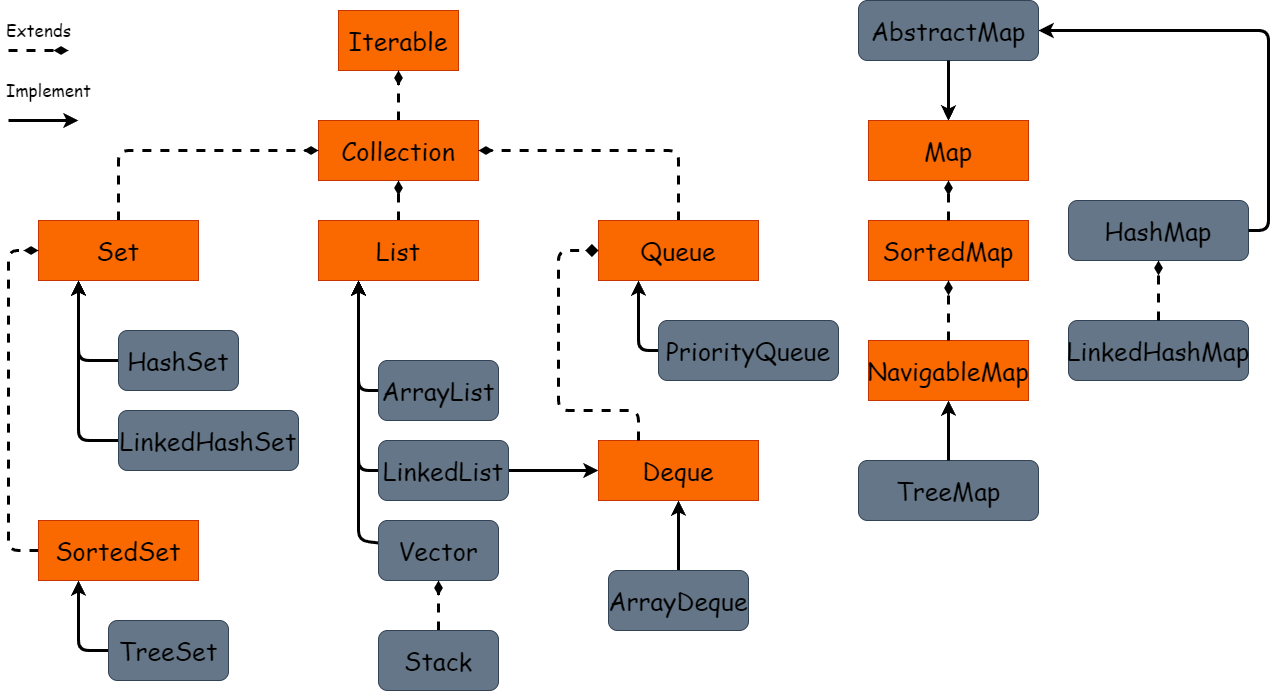 Extends
Implement
Iterable
Collection
Set
List
Queue
HashSet
LinkedHashSet
SortedSet
TreeSet
ArrayList
LinkedList
Vector
Stack
PriorityQueue
Deque
ArrayDeque
AbstractMap
Map
SortedMap
NavigableMap
TreeMap
HashMap
LinkedHashMap